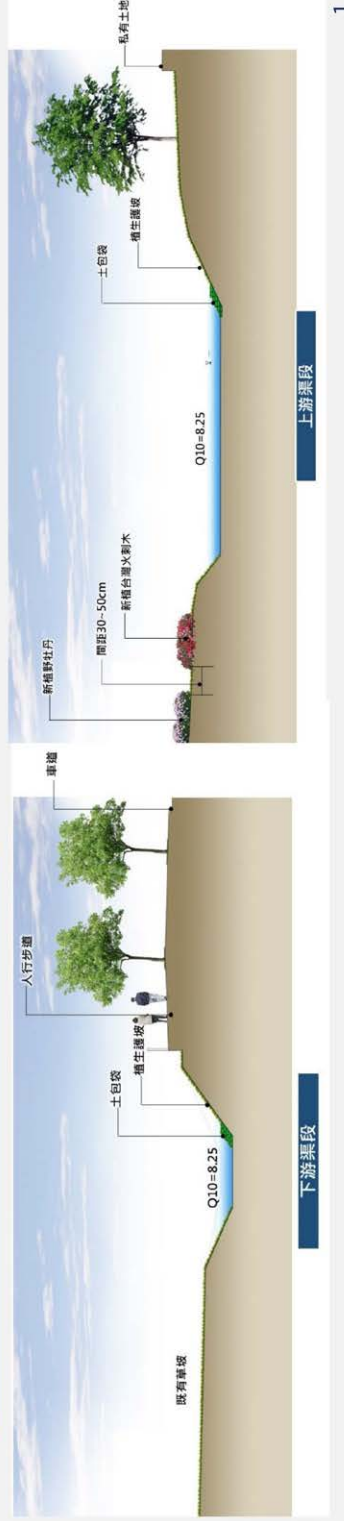 既有草坡
Q10=8.25
土包袋
植生護坡
人行步道
車道
下游渠段
新植野牡丹
間距30~50cm
新植台灣火刺木
Q10=8.25
土包袋
植生護坡
私有土地
上游渠段
1